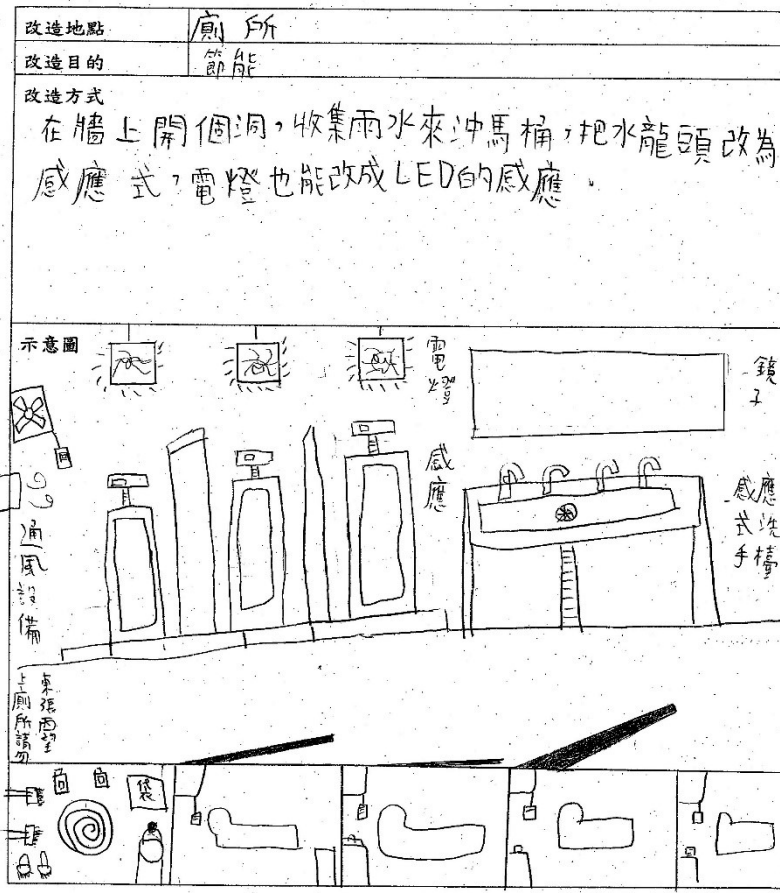 改造地點 廁所
改造目的 節能
改造方式
在牆上開個洞，收集雨水來沖馬桶，把水龍頭改為
感應式，電燈也能改成LED的感應。
示意圖
電燈
鏡子
感應
感應式洗手檯
通風設備
上廁所請勿
東張西望
袋